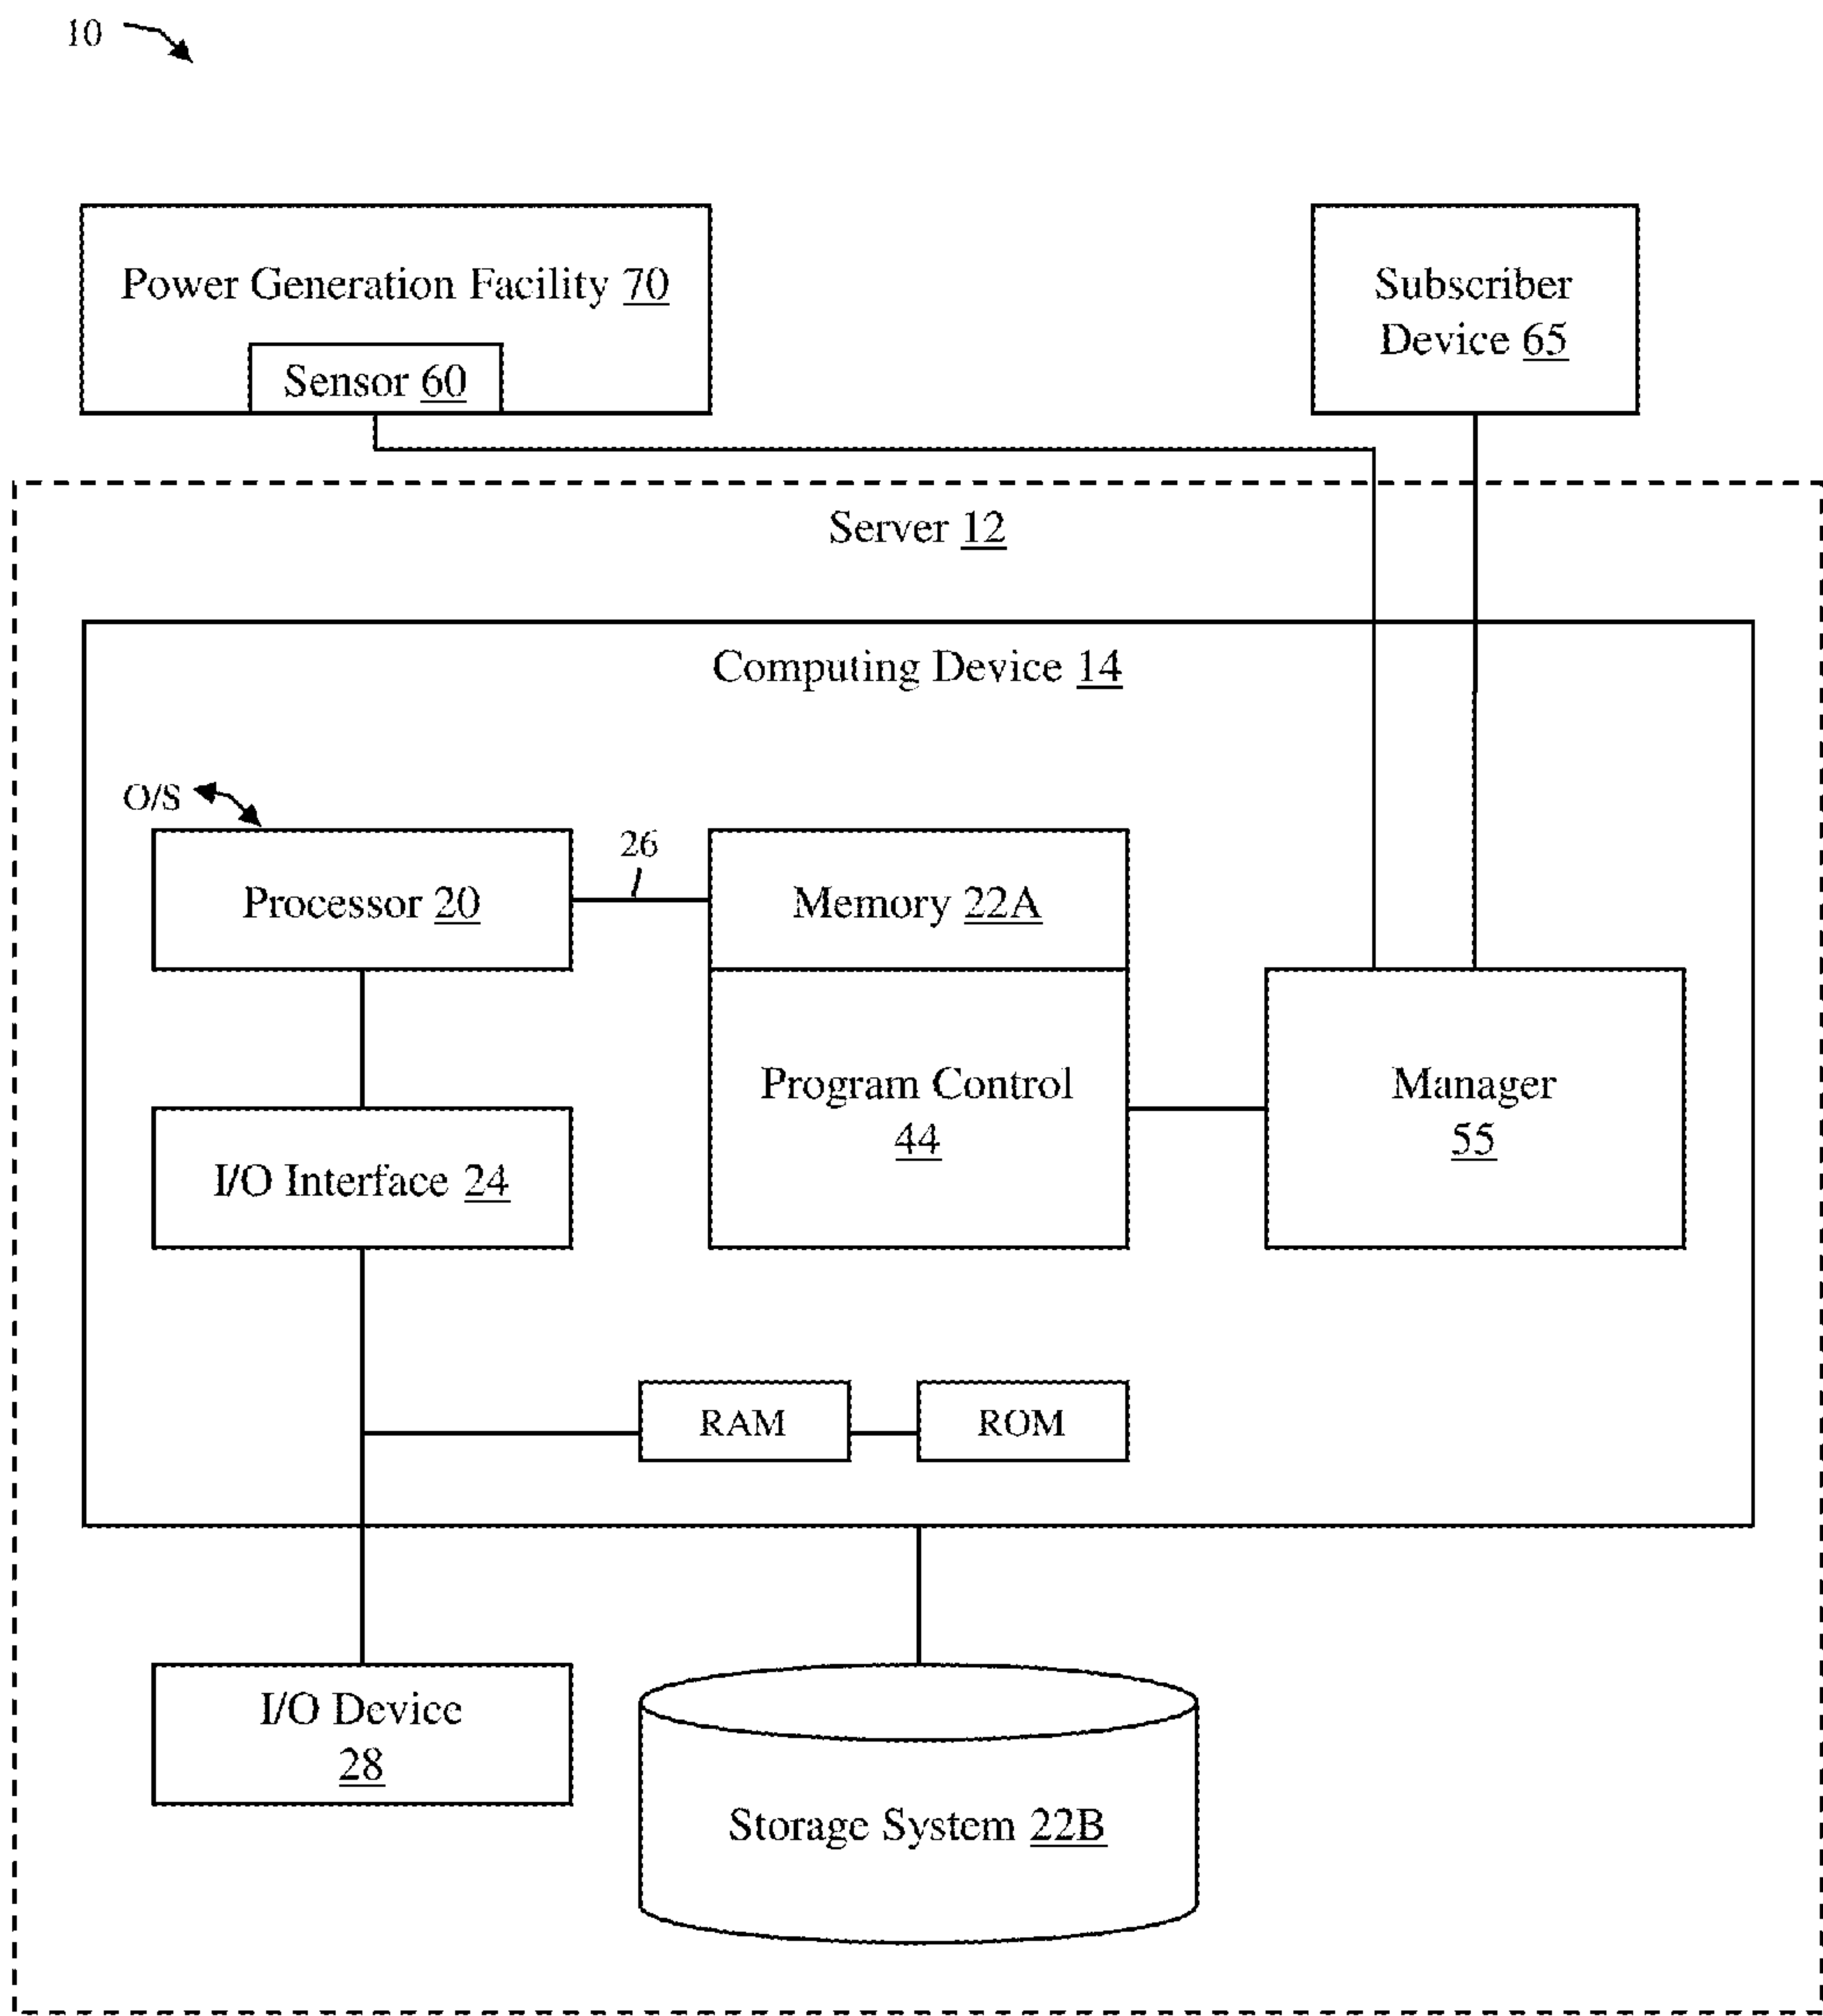 10
Power Generation Facility 70
Sensor 60
Subscriber
Device 65
Server 12
Computing Device 14
O/S
26
Processor 20
Memory 22A
Program Control
44
Manager
55
I/O Interface 24
RAM
ROM
I/O Device
28
Storage System 22B